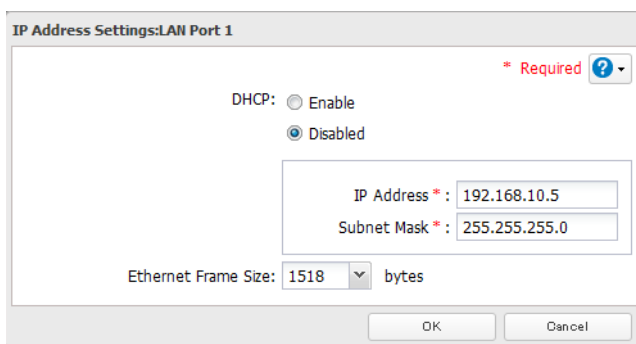 IP Address Settings:LAN Port 1
* Required ?
DHCP: Enable
Disabled
IP Address * : 192.168.10.5
Subnet Mask * : 255.255.255.0
Ethernet Frame Size: 1518 bytes
OK Cancel